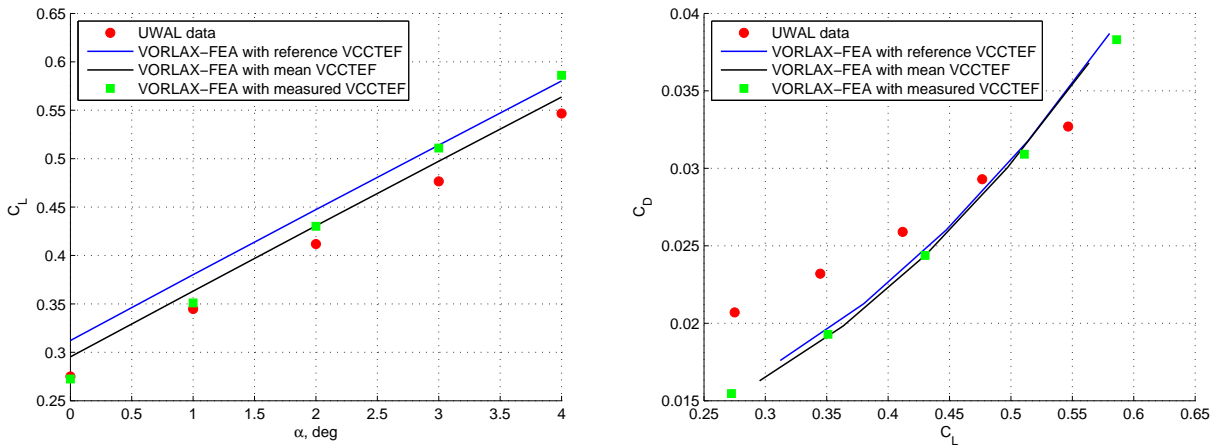 0.65
0.6
0.55
0.5
0.45
0.4
0.35
0.3
0.25
C_L
0 0.5 1 1.5 2 2.5 3 3.5 4
α, deg
UWAL data
VORLAX−FEA with reference VCCTEF
VORLAX−FEA with mean VCCTEF
VORLAX−FEA with measured VCCTEF
0.04
0.035
0.03
0.025
0.02
0.015
C_D
0.25 0.3 0.35 0.4 0.45 0.5 0.55 0.6 0.65
C_L
UWAL data
VORLAX−FEA with reference VCCTEF
VORLAX−FEA with mean VCCTEF
VORLAX−FEA with measured VCCTEF